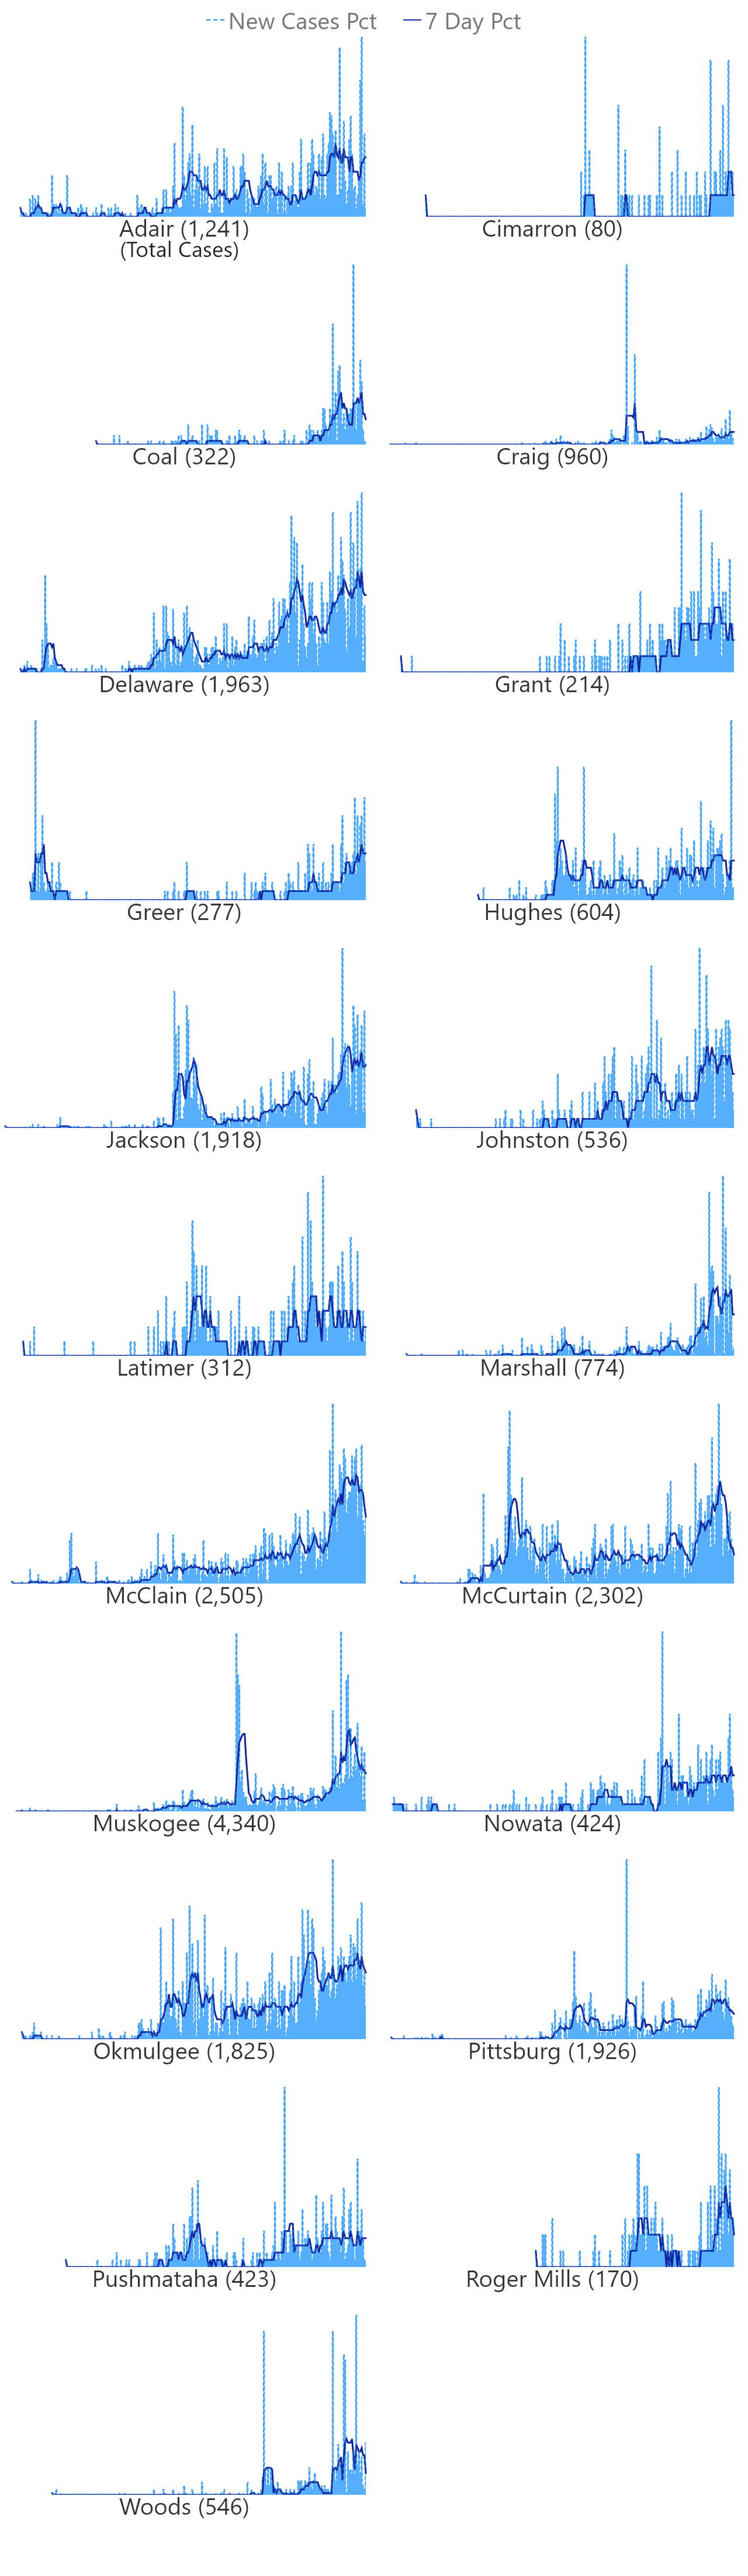 New Cases Pct 7 Day Pct
Adair (1,241) Cimarron (80)
(Total Cases)
Coal (322) Craig (960)
Delaware (1,963) Grant (214)
Greer (277) Hughes (604)
Jackson (1,918) Johnston (536)
Latimer (312) Marshall (774)
McClain (2,505) McCurtain (2,302)
Muskogee (4,340) Nowata (424)
Okmulgee (1,825) Pittsburg (1,926)
Pushmataha (423) Roger Mills (170)
Woods (546)